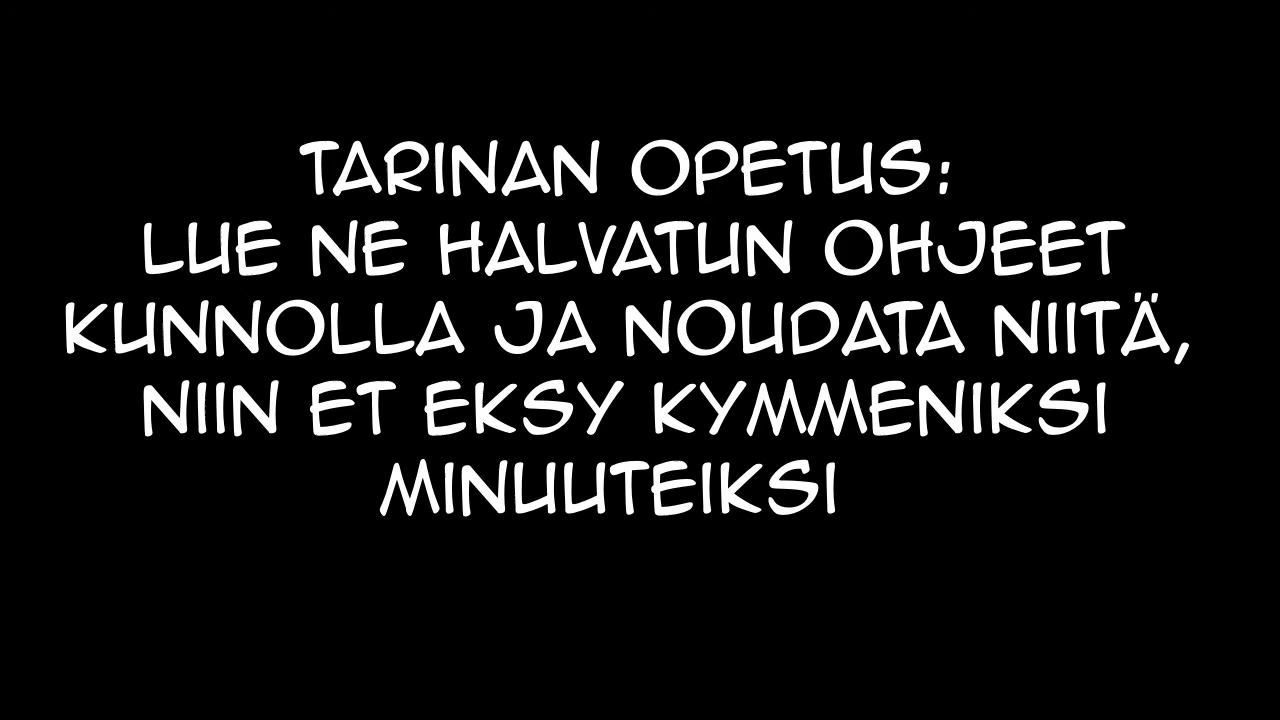 TARINAN OPETUS:
LUE NE HALVATUN OHJEET
KUNNOLLA JA NOUDATA NIITÄ,
NIIN ET EKSY KYMMENIKSI
MINUUTEIKSI